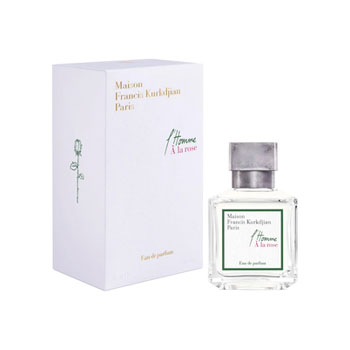 Maison
Francis Kurkdjian
Paris
l'Homme
À la rose
Eau de parfum
Maison
Francis Kurkdjian
Paris
l'Homme
À la rose
Eau de parfum